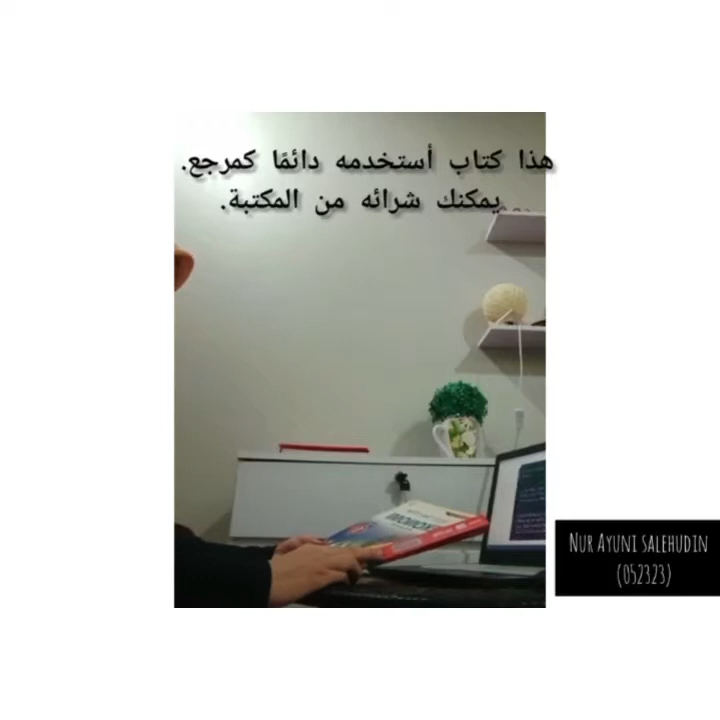 هذا كتاب أستخدمه دائمًا كمرجع.
يمكنك شرائه من المكتبة.
NUR AYUNI SALEHUDIN
(052323)